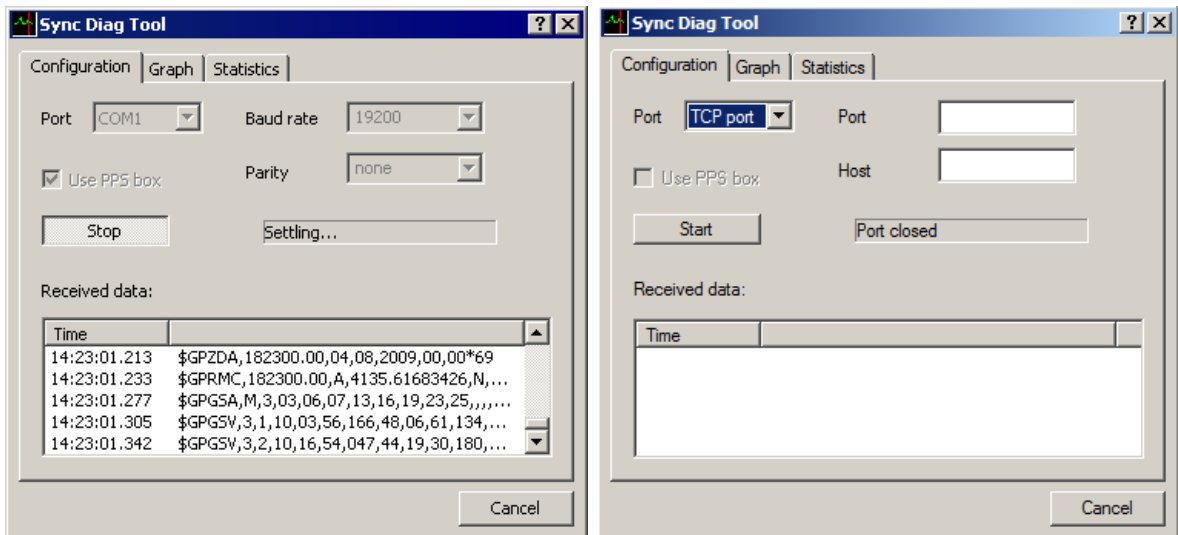 Sync Diag Tool
Configuration Graph Statistics
Port COM1 Baud rate 19200
Use PPS box Parity none
Stop Settling...
Received data:
Time
14:23:01.213 $GPZDA,182300.00,04,08,2009,00,00*69
14:23:01.233 $GPRMC,182300.00,A,4135.61683426,N,...
14:23:01.277 $GPGSA,M,3,03,06,07,13,16,19,23,25,,,,...
14:23:01.305 $GPGSV,3,1,10,03,56,166,48,06,61,134,...
14:23:01.342 $GPGSV,3,2,10,16,54,047,44,19,30,180,...
Cancel
Sync Diag Tool
Configuration Graph Statistics
Port TCP port Port
Use PPS box Host
Start Port closed
Received data:
Time
Cancel